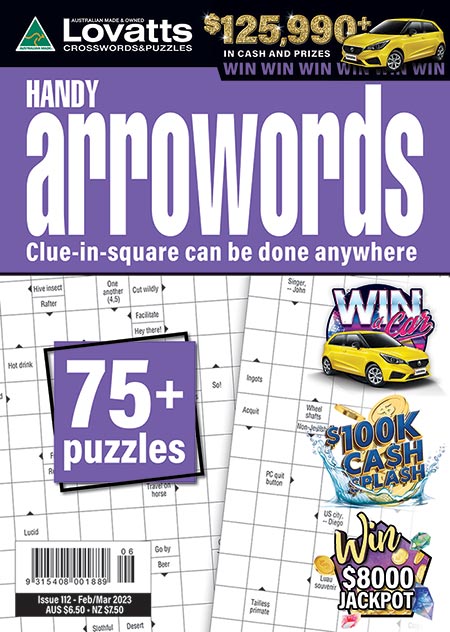 AUSTRALIAN MADE & OWNED
Lovatts
CROSSWORDS&PUZZLES
AUSTRALIAN MADE
$125,990+
IN CASH AND PRIZES
WIN WIN WIN WIN WIN WIN
HANDY
arrowords
Clue-in-square can be done anywhere
Hive insect
One another (4,5)
Cut wildly
Rafter
Facilitate
Hey there!
Hot drink
So!
75+
puzzles
Travel on horse
Lucid
Go by
Beer
Slothful
Desert
Singer, -- John
Ingots
Acquit
Wheel shafts
PC quit button
US city, -- Diego
Luau souvenir
Tailless primate
WIN
a Car
$100K
CASH
SPLASH
Win
$8000
JACKPOT
06
9 315408 001889
Issue 112 - Feb/Mar 2023
AUS $6.50 - NZ $7.50